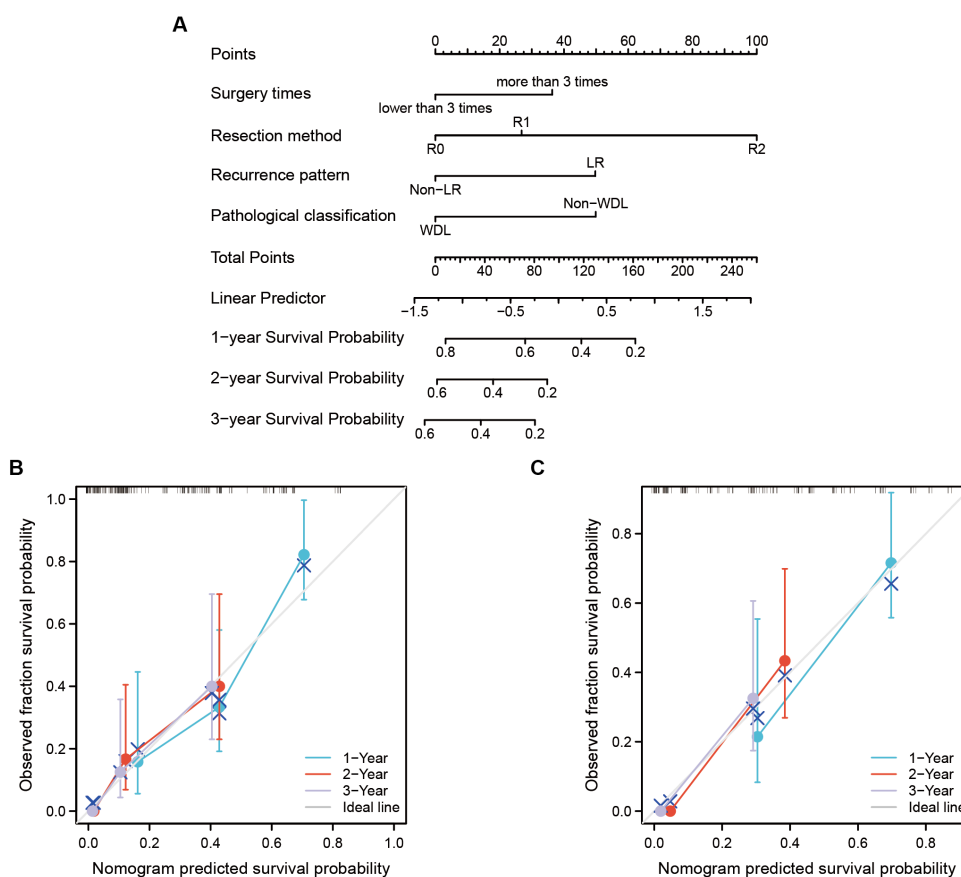 A
Points
0 20 40 60 80 100
Surgery times
more than 3 times
lower than 3 times
Resection method
R1
R0 R2
Recurrence pattern
LR
Non−LR
Pathological classification
Non−WDL
WDL
Total Points
0 40 80 120 160 200 240
Linear Predictor
−1.5 −0.5 0.5 1.5
1−year Survival Probability
0.8 0.6 0.4 0.2
2−year Survival Probability
0.6 0.4 0.2
3−year Survival Probability
0.6 0.4 0.2
B
Observed fraction survival probability
1.0
0.8
0.6
0.4
0.2
0.0
1−Year
2−Year
3−Year
Ideal line
0.0 0.2 0.4 0.6 0.8 1.0
Nomogram predicted survival probability
C
Observed fraction survival probability
0.8
0.6
0.4
0.2
0.0
1−Year
2−Year
3−Year
Ideal line
0.0 0.2 0.4 0.6 0.8
Nomogram predicted survival probability